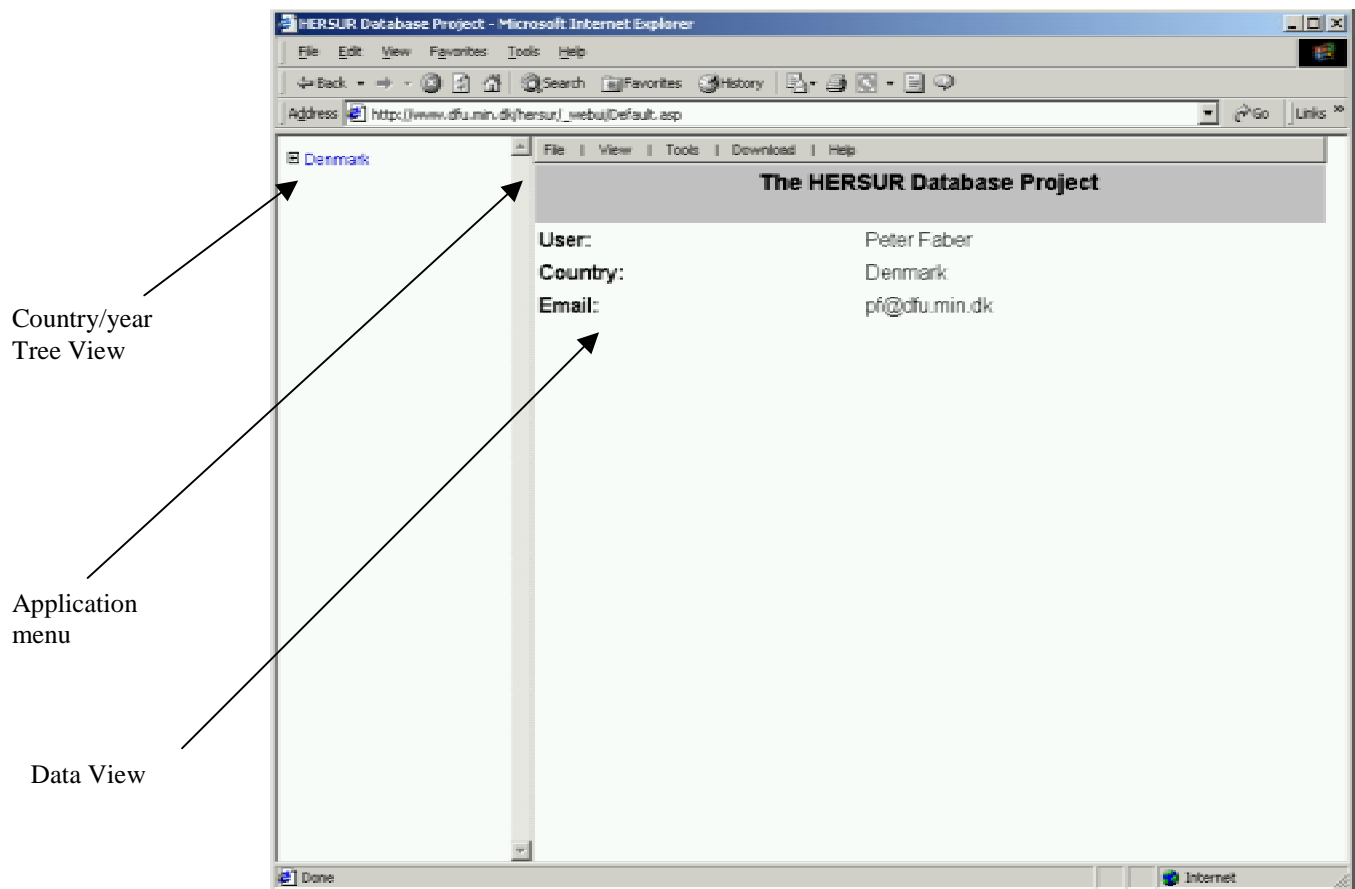 HERSUR Database Project - Microsoft Internet Explorer
File Edit View Favorites Tools Help
Back Search Favorites History
Address http://www.dfu.min.dk/hersur/_webui/Default.asp Go Links »
Denmark
File | View | Tools | Download | Help
The HERSUR Database Project
User: Peter Faber
Country: Denmark
Email: pf@dfu.min.dk
Country/year
Tree View
Application
menu
Data View
Done Internet